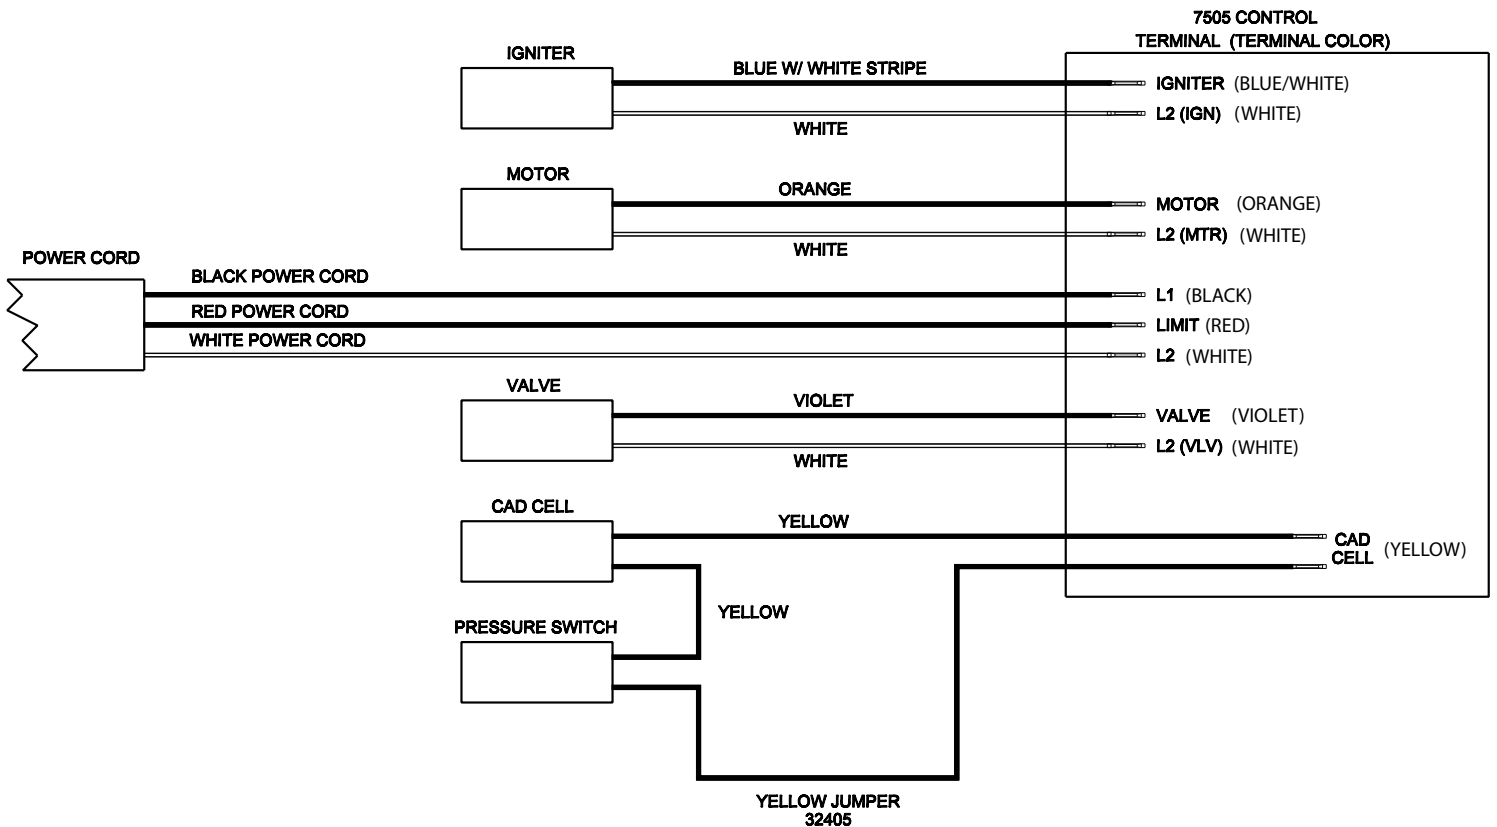 7505 CONTROL
TERMINAL (TERMINAL COLOR)
IGNITER
BLUE W/ WHITE STRIPE
IGNITER (BLUE/WHITE)
L2 (IGN) (WHITE)
WHITE
MOTOR
ORANGE
MOTOR (ORANGE)
L2 (MTR) (WHITE)
WHITE
POWER CORD
BLACK POWER CORD
L1 (BLACK)
RED POWER CORD
LIMIT (RED)
WHITE POWER CORD
L2 (WHITE)
VALVE
VIOLET
VALVE (VIOLET)
L2 (VLV) (WHITE)
WHITE
CAD CELL
YELLOW
CAD
CELL (YELLOW)
YELLOW
PRESSURE SWITCH
YELLOW JUMPER
32405